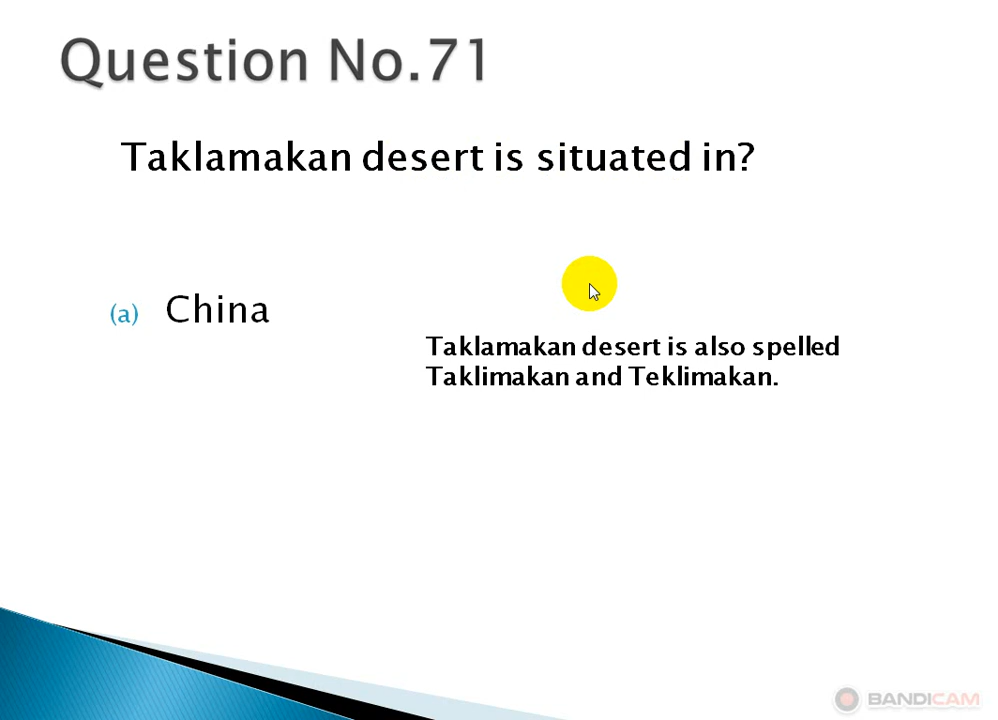 Question No.71
Taklamakan desert is situated in?
(a) China
Taklamakan desert is also spelled
Taklimakan and Teklimakan.
BANDICAM